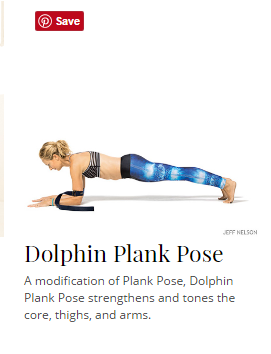 Save
JEFF NELSON
Dolphin Plank Pose
A modification of Plank Pose, Dolphin
Plank Pose strengthens and tones the
core, thighs, and arms.